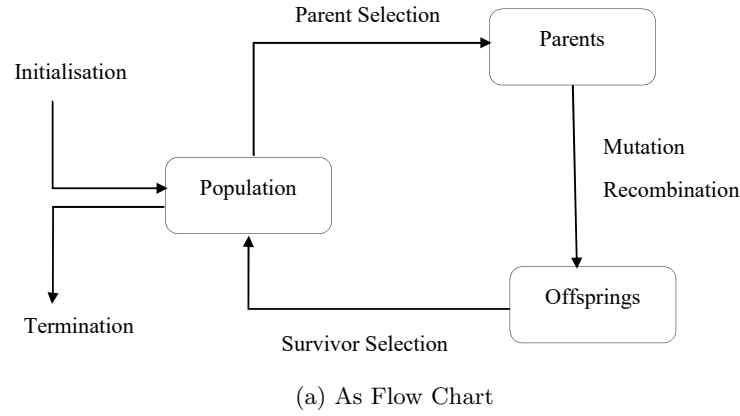 Parent Selection
Parents
Initialisation
Mutation
Population
Recombination
Offsprings
Termination
Survivor Selection
(a) As Flow Chart